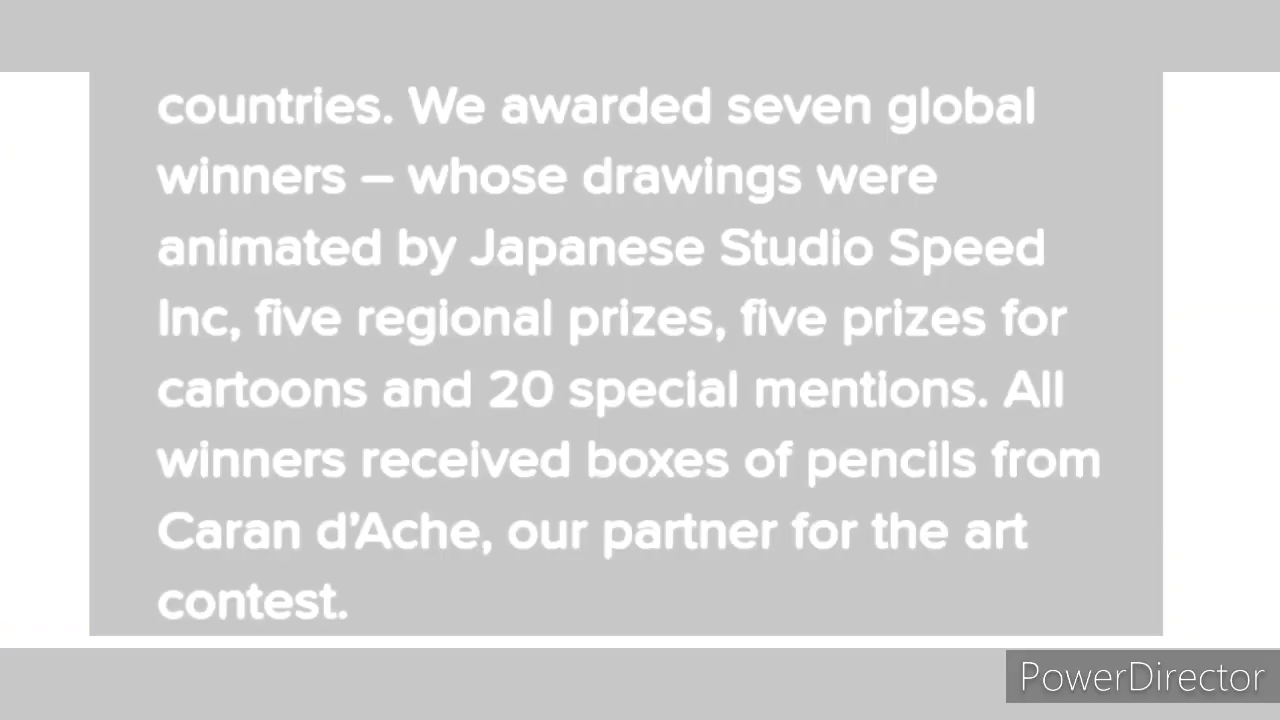 countries. We awarded seven global
winners – whose drawings were
animated by Japanese Studio Speed
Inc, five regional prizes, five prizes for
cartoons and 20 special mentions. All
winners received boxes of pencils from
Caran d’Ache, our partner for the art
contest.
PowerDirector